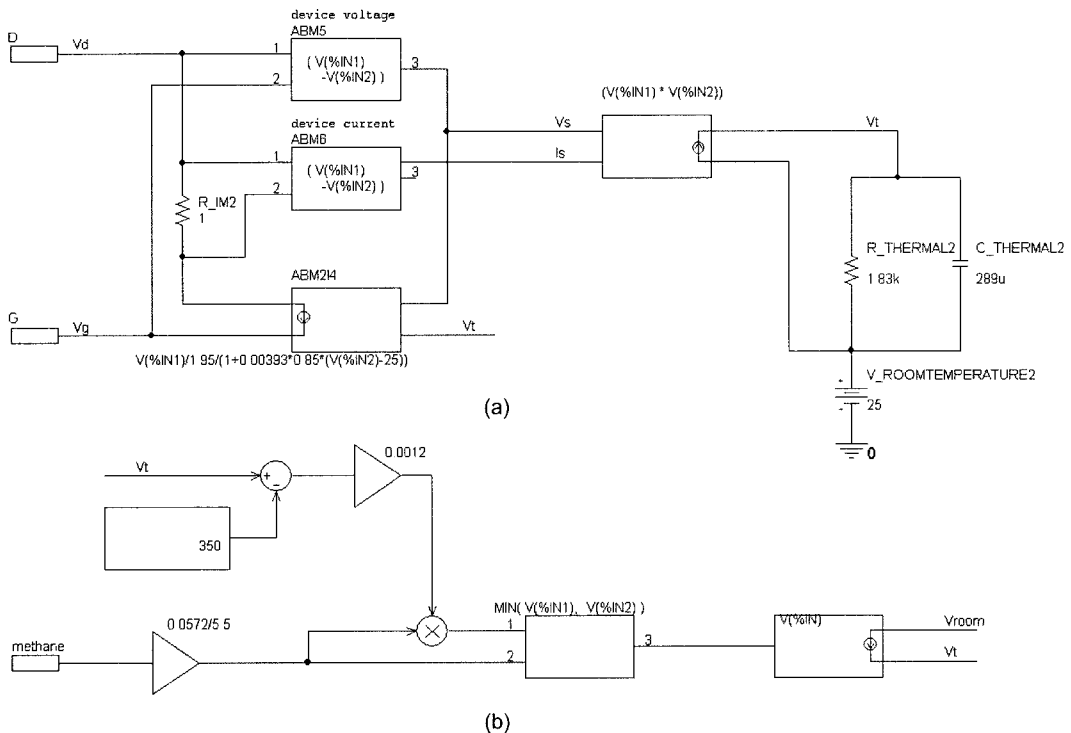 device voltage
ABM5
D
Vd
1
( V(%IN1)
-V(%IN2) )
3
2
device current
ABM6
1
( V(%IN1)
-V(%IN2) )
3
2
R_IM2
1
(V(%IN1) * V(%IN2))
Vs
Is
Vt
R_THERMAL2
1 83k
C_THERMAL2
289u
ABM2I4
G
Vg
Vt
V(%IN1)/1 95/(1+0 00393*0 85*(V(%IN2)-25))
V_ROOMTEMPERATURE2
+
-
25
0
(a)
Vt
+
-
0.0012
350
0 0572/5 5
methane
MIN( V(%IN1), V(%IN2) )
1
2
3
V(%IN)
Vroom
Vt
(b)